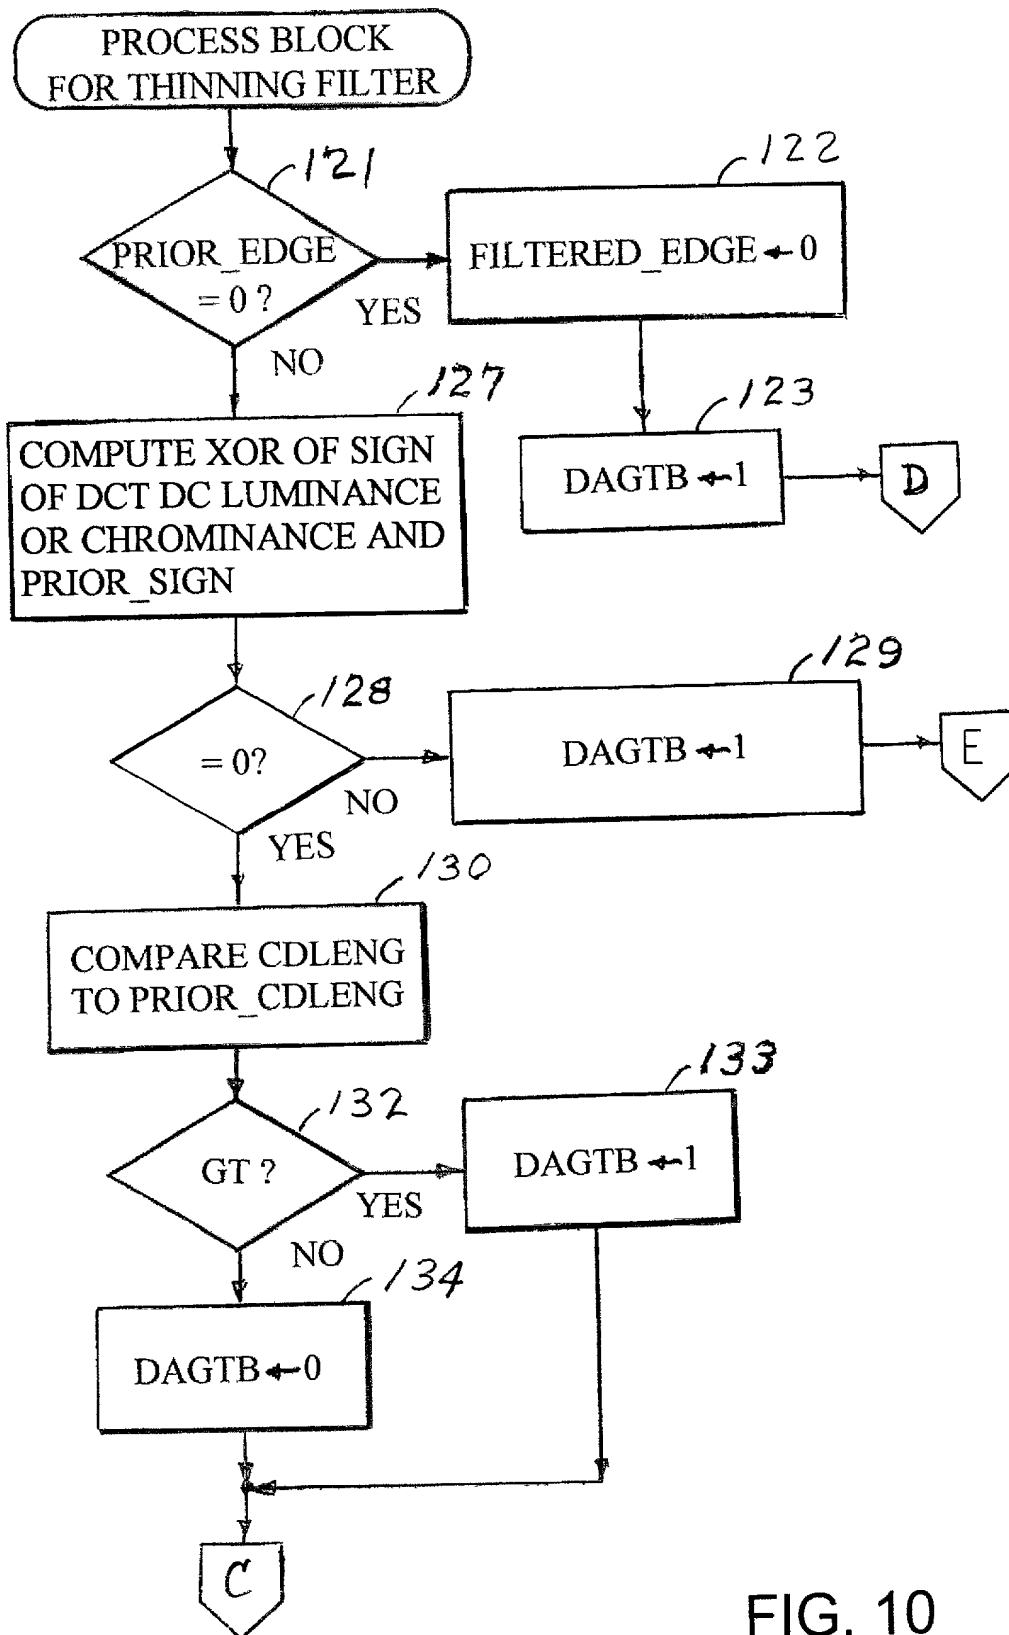 PROCESS BLOCK
FOR THINNING FILTER
121
PRIOR_EDGE
= 0 ?
YES
NO
122
FILTERED_EDGE ← 0
123
DAGTB ← 1
D
127
COMPUTE XOR OF SIGN
OF DCT DC LUMINANCE
OR CHROMINANCE AND
PRIOR_SIGN
128
= 0?
NO
YES
129
DAGTB ← 1
E
130
COMPARE CDLENG
TO PRIOR_CDLENG
132
GT ?
YES
NO
133
DAGTB ← 1
134
DAGTB ← 0
C
FIG. 10